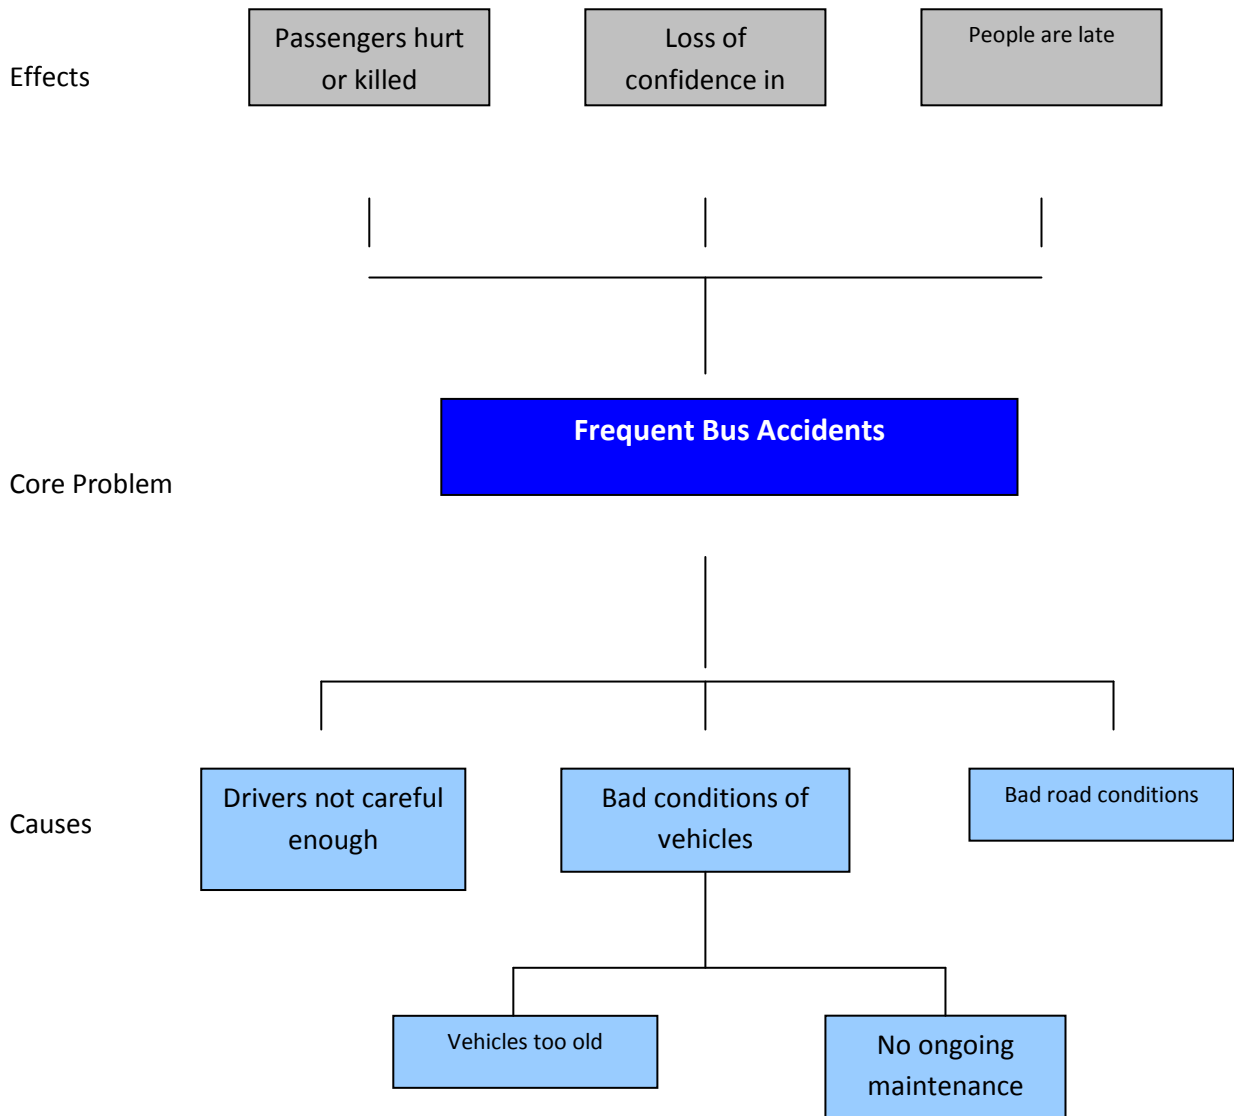 Effects
Passengers hurt
or killed
Loss of
confidence in
People are late
Core Problem
Frequent Bus Accidents
Causes
Drivers not careful
enough
Bad conditions of
vehicles
Bad road conditions
Vehicles too old
No ongoing
maintenance